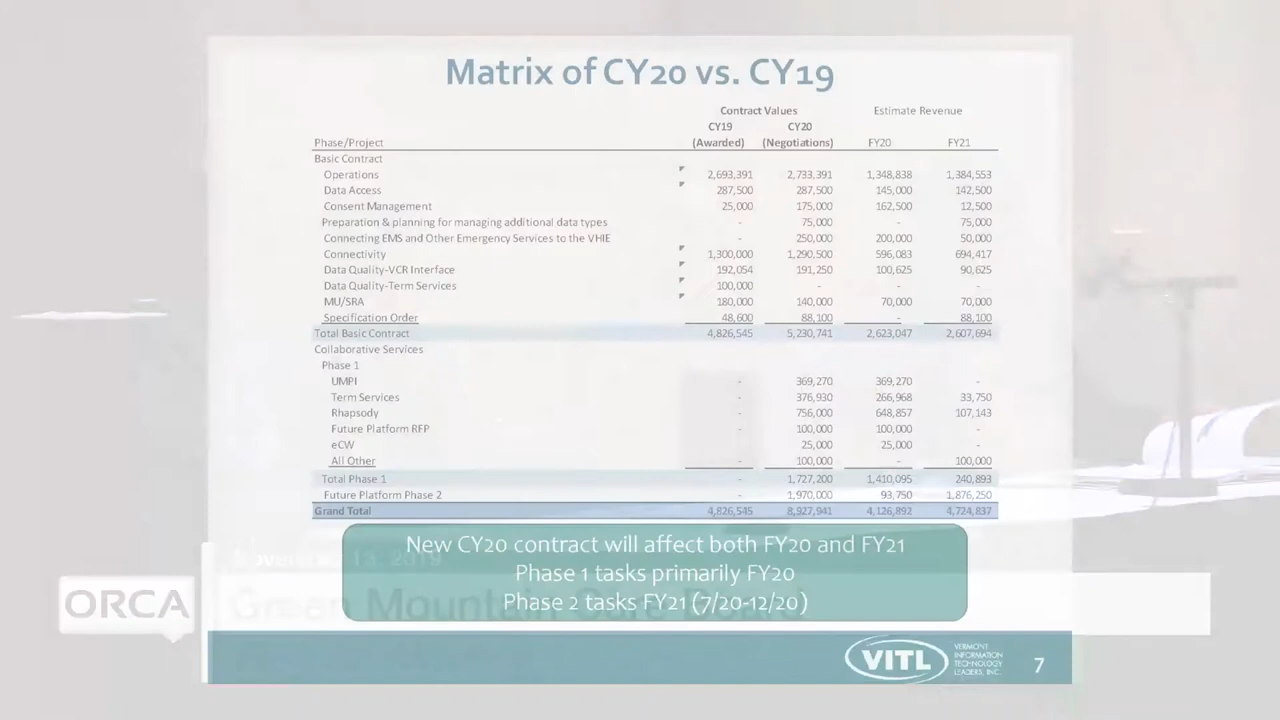 Matrix of CY20 vs. CY19
Contract Values Estimate Revenue
CY19 CY20
Phase/Project (Awarded) (Negotiations) FY20 FY21
Basic Contract
Operations 2,693,391 2,733,391 1,348,838 1,384,553
Data Access 287,500 287,500 145,000 142,500
Consent Management 25,000 175,000 162,500 12,500
Preparation & planning for managing additional data types - 75,000 - 75,000
Connecting EMS and Other Emergency Services to the VHIE - 250,000 200,000 50,000
Connectivity 1,300,000 1,290,500 596,083 694,417
Data Quality-VCR Interface 192,054 191,250 100,625 90,625
Data Quality-Term Services 100,000 - - -
MU/SRA 180,000 140,000 70,000 70,000
Specification Order 48,600 88,100 - 88,100
Total Basic Contract 4,826,545 5,230,741 2,623,047 2,607,694
Collaborative Services
Phase 1
UMPI - 369,270 369,270 -
Term Services - 376,930 266,968 33,750
Rhapsody - 756,000 648,857 107,143
Future Platform RFP - 100,000 100,000 -
eCW - 25,000 25,000 -
All Other - 100,000 - 100,000
Total Phase 1 - 1,727,200 1,410,095 240,893
Future Platform Phase 2 - 1,970,000 93,750 1,876,250
Grand Total 4,826,545 8,927,941 4,126,892 4,724,837
New CY20 contract will affect both FY20 and FY21
Phase 1 tasks primarily FY20
Phase 2 tasks FY21 (7/20-12/20)
November 13, 2019
ORCA
Green Mountain Care Board
VITL
VERMONT
INFORMATION
TECHNOLOGY
LEADERS, INC.
7